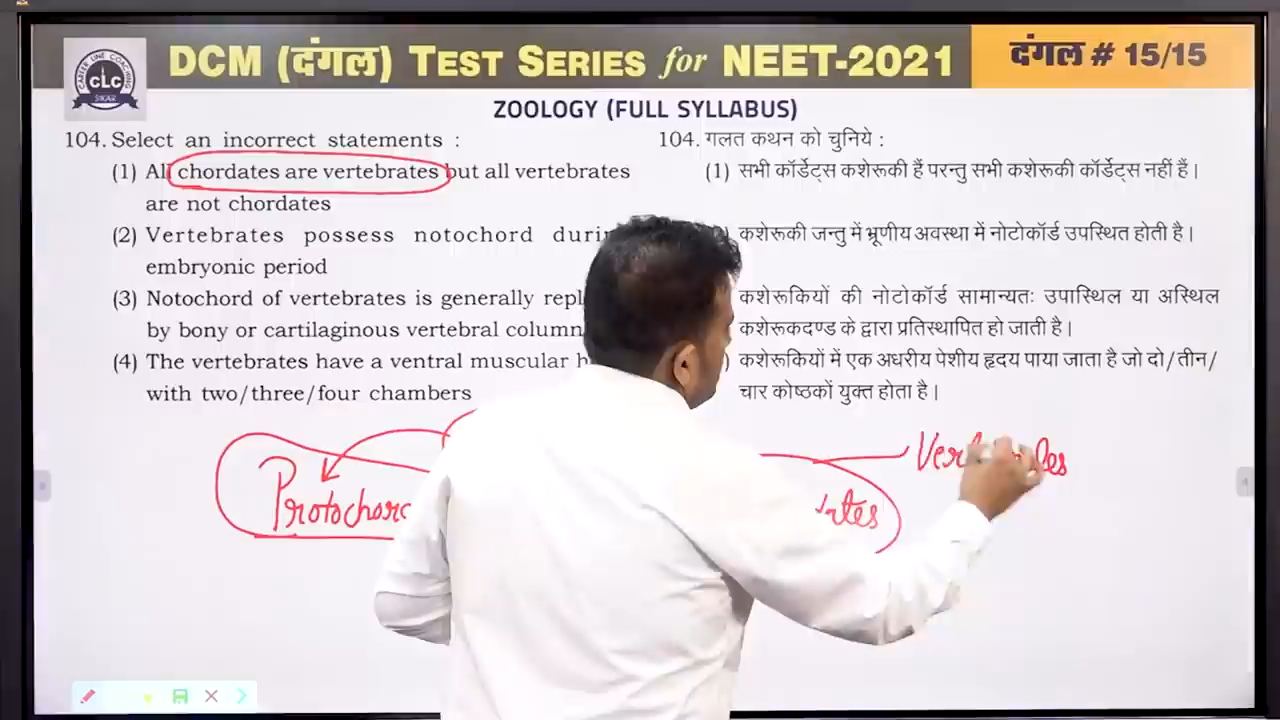 DCM (दंगल) TEST SERIES for NEET-2021
दंगल # 15/15
CLC
SIKAR
ZOOLOGY (FULL SYLLABUS)
104. Select an incorrect statements :
(1) All chordates are vertebrates but all vertebrates
are not chordates
(2) Vertebrates possess notochord
embryonic period
(3) Notochord of vertebrates is generally
by bony or cartilaginous vertebral column
(4) The vertebrates have a ventral muscular
with two/three/four chambers
104. गलत कथन को चुनिये :
(1) सभी कॉर्डेट्स कशेरूकी हैं परन्तु सभी कशेरूकी कॉर्डेट्स नहीं हैं।
कशेरूकी जन्तु में भ्रूणीय अवस्था में नोटोकॉर्ड उपस्थित होती है।
कशेरूकियों की नोटोकॉर्ड सामान्यतः उपास्थिल या अस्थिल
कशेरूकदण्ड के द्वारा प्रतिस्थापित हो जाती है।
कशेरूकियों में एक अधरीय पेशीय हृदय पाया जाता है जो दो/तीन/
चार कोष्ठकों युक्त होता है।